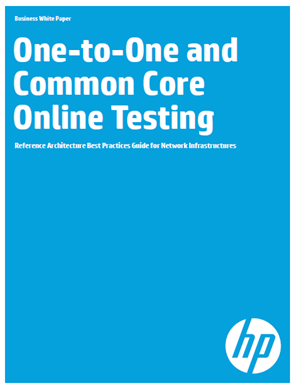 Business White Paper
One-to-One and
Common Core
Online Testing
Reference Architecture Best Practices Guide for Network Infrastructures
hp